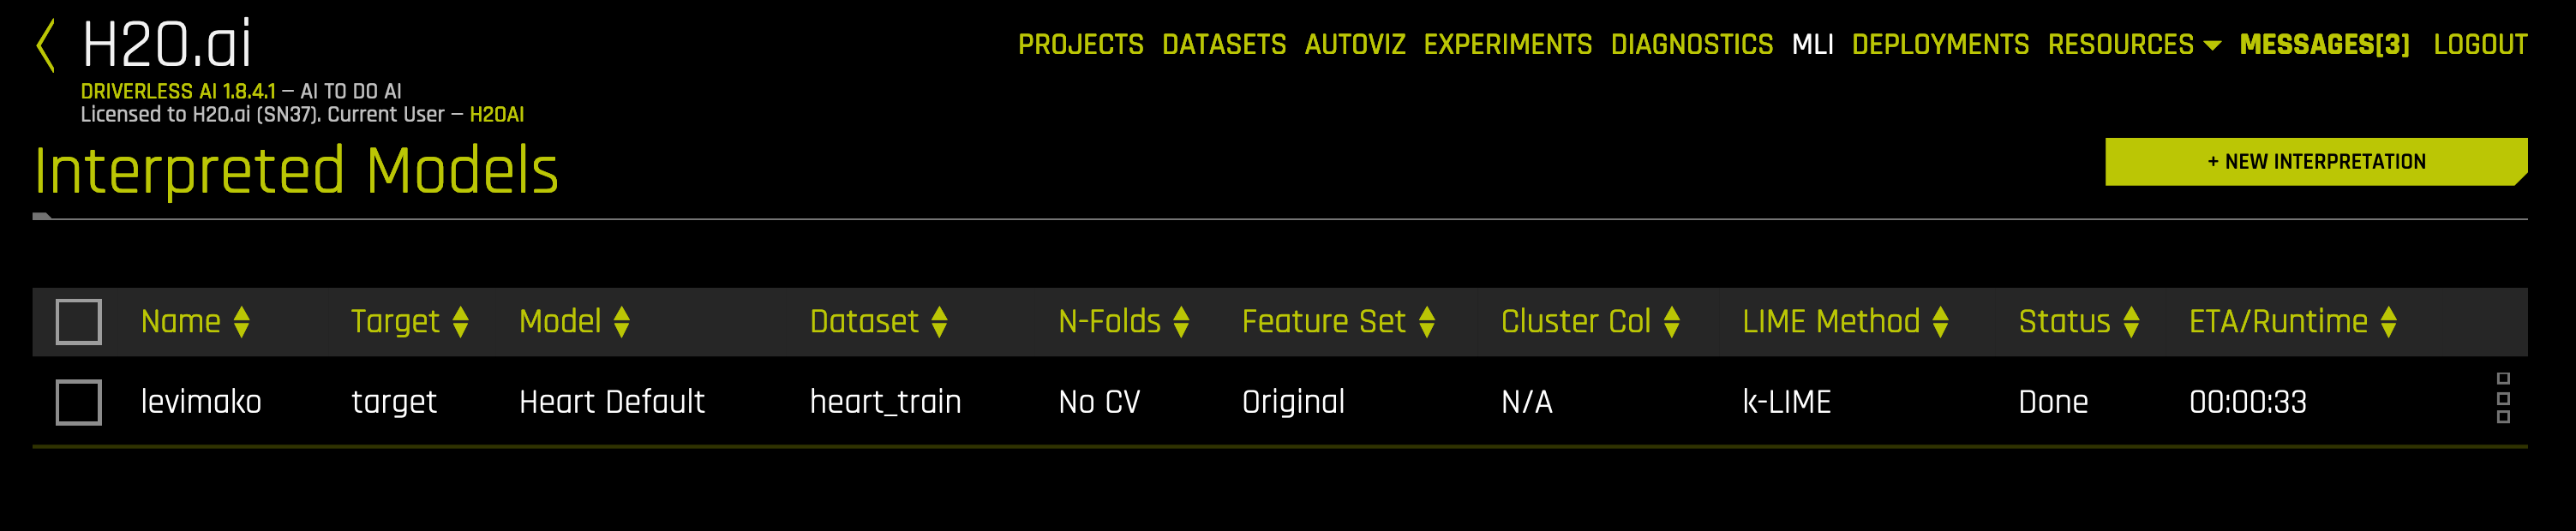 H2O.ai
PROJECTS DATASETS AUTOVIZ EXPERIMENTS DIAGNOSTICS MLI DEPLOYMENTS RESOURCES MESSAGES[3] LOGOUT
DRIVERLESS AI 1.8.4.1 — AI TO DO AI
Licensed to H2O.ai (SN37). Current User — H2OAI
Interpreted Models
+ NEW INTERPRETATION
Name Target Model Dataset N-Folds Feature Set Cluster Col LIME Method Status ETA/Runtime
levimako target Heart Default heart_train No CV Original N/A k-LIME Done 00:00:33